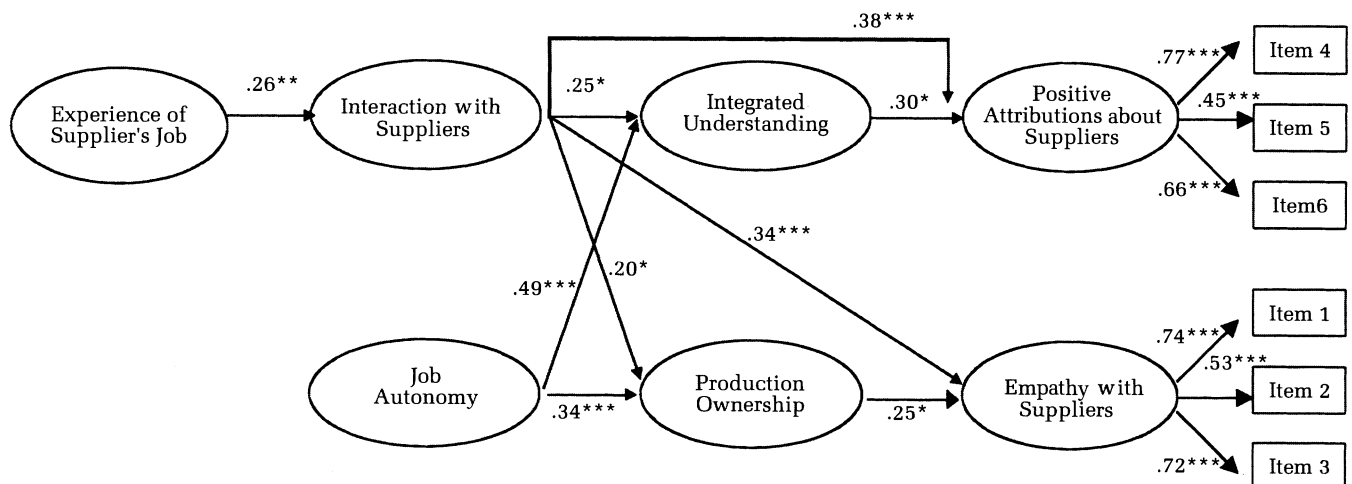 .38***
.77***
Item 4
.26**
Experience of
Supplier's Job
Interaction with
Suppliers
.25*
Integrated
Understanding
.30*
Positive
Attributions about
Suppliers
.45***
Item 5
.66***
Item6
.34***
.20*
.49***
Job
Autonomy
.34***
Production
Ownership
.25*
Empathy with
Suppliers
.74***
Item 1
.53***
Item 2
.72***
Item 3